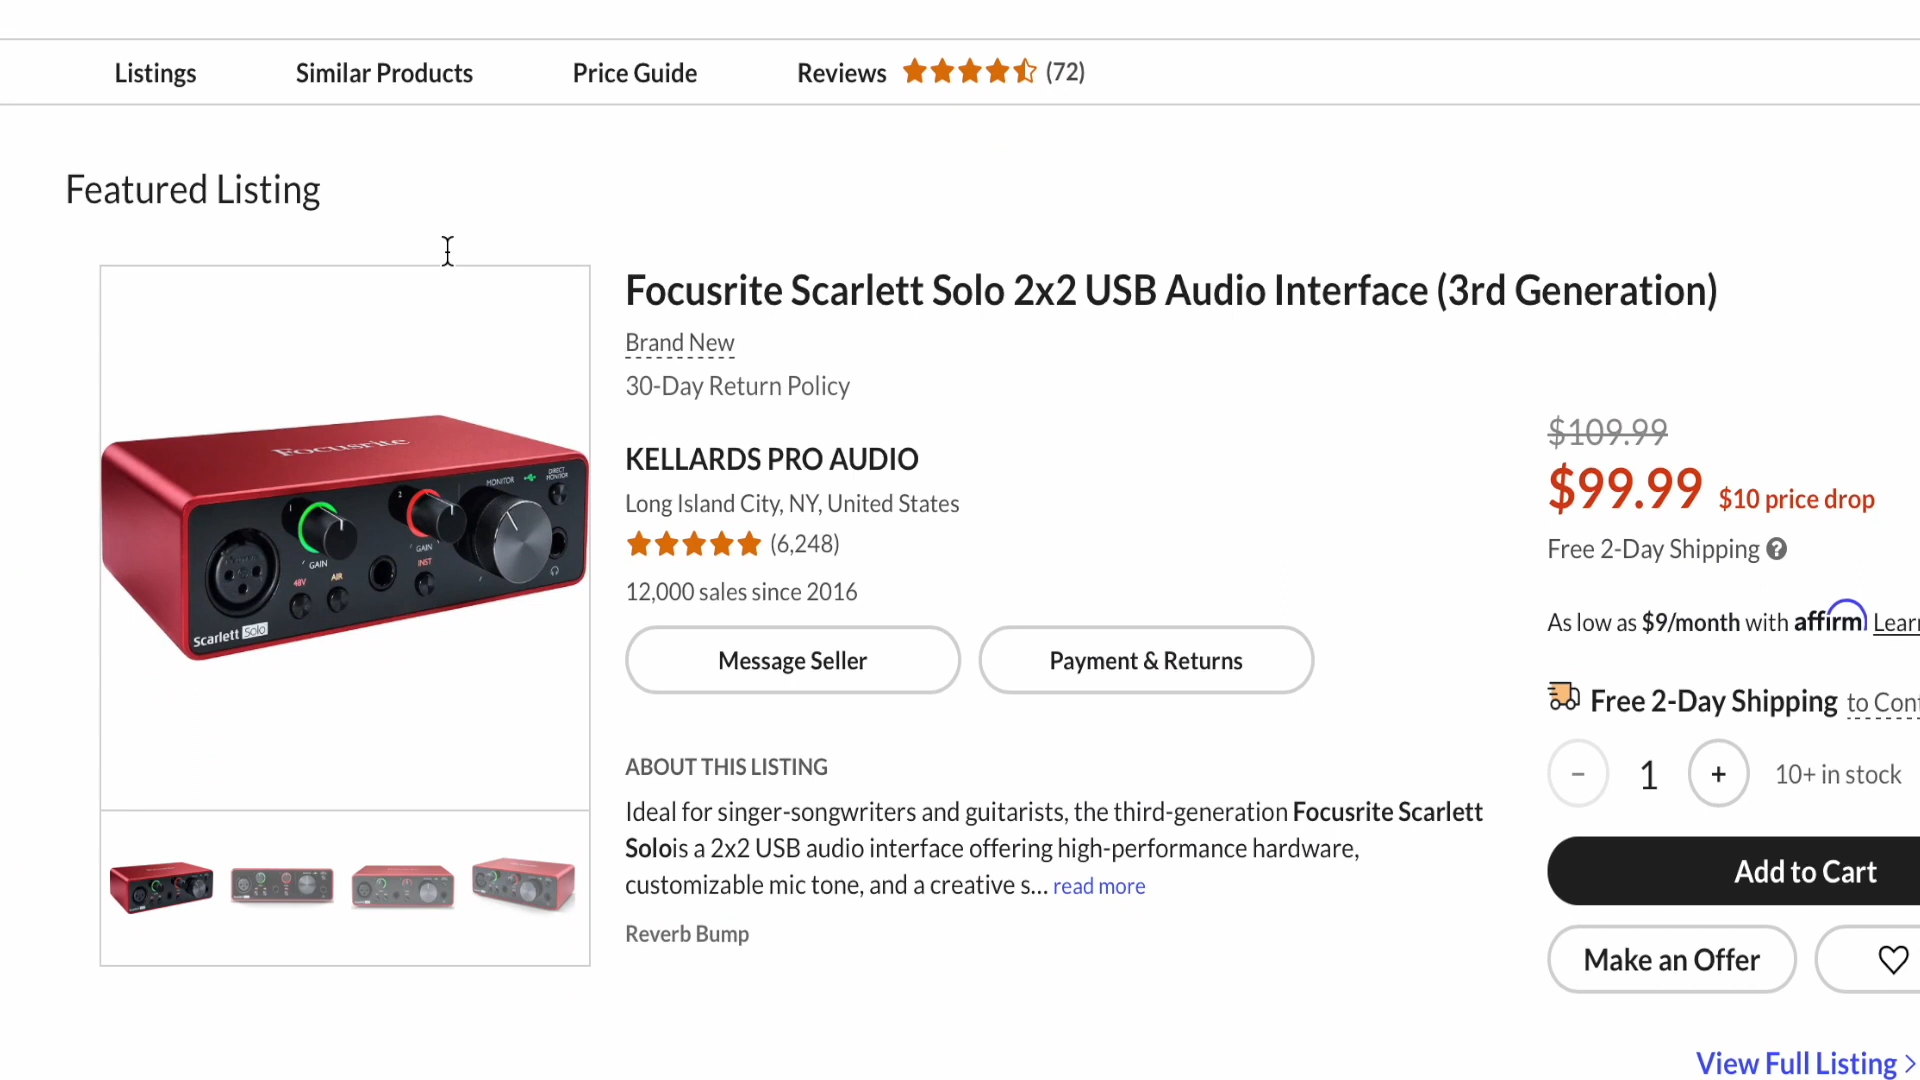 Listings Similar Products Price Guide Reviews (72)
Featured Listing
Focusrite Scarlett Solo 2x2 USB Audio Interface (3rd Generation)
Brand New
30-Day Return Policy
KELLARDS PRO AUDIO
Long Island City, NY, United States
(6,248)
12,000 sales since 2016
Message Seller Payment & Returns
ABOUT THIS LISTING
Ideal for singer-songwriters and guitarists, the third-generation Focusrite Scarlett
Solois a 2x2 USB audio interface offering high-performance hardware,
customizable mic tone, and a creative s... read more
Reverb Bump
Focusrite
MONITOR
DIRECT
MONITOR
1
2
GAIN
GAIN
48V
AIR
INST
Scarlett Solo
$109.99
$99.99 $10 price drop
Free 2-Day Shipping ?
As low as $9/month with affirm
Free 2-Day Shipping to
- 1 + 10+ in stock
Add to Cart
Make an Offer
View Full Listing >